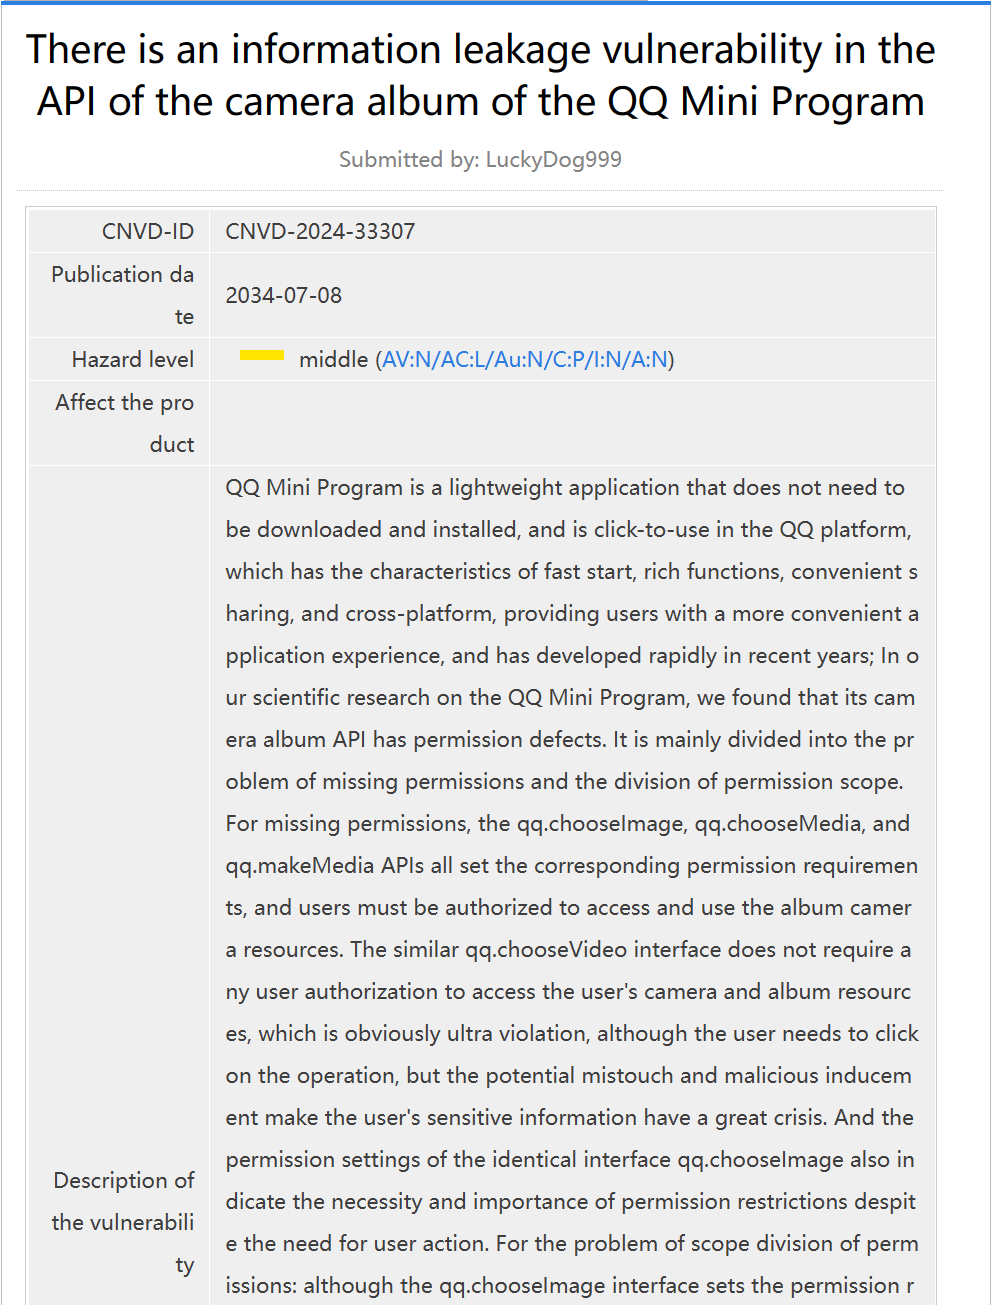 There is an information leakage vulnerability in the
API of the camera album of the QQ Mini Program
Submitted by: LuckyDog999
CNVD-ID
CNVD-2024-33307
Publication da
te
2034-07-08
Hazard level
middle (AV:N/AC:L/Au:N/C:P/I:N/A:N)
Affect the pro
duct
Description of
the vulnerabili
ty
QQ Mini Program is a lightweight application that does not need to
be downloaded and installed, and is click-to-use in the QQ platform,
which has the characteristics of fast start, rich functions, convenient s
haring, and cross-platform, providing users with a more convenient a
pplication experience, and has developed rapidly in recent years; In o
ur scientific research on the QQ Mini Program, we found that its cam
era album API has permission defects. It is mainly divided into the pr
oblem of missing permissions and the division of permission scope.
For missing permissions, the qq.chooseImage, qq.chooseMedia, and
qq.makeMedia APIs all set the corresponding permission requiremen
ts, and users must be authorized to access and use the album camer
a resources. The similar qq.chooseVideo interface does not require a
ny user authorization to access the user's camera and album resourc
es, which is obviously ultra violation, although the user needs to click
on the operation, but the potential mistouch and malicious inducem
ent make the user's sensitive information have a great crisis. And the
permission settings of the identical interface qq.chooseImage also in
dicate the necessity and importance of permission restrictions despit
e the need for user action. For the problem of scope division of perm
issions: although the qq.chooseImage interface sets the permission r